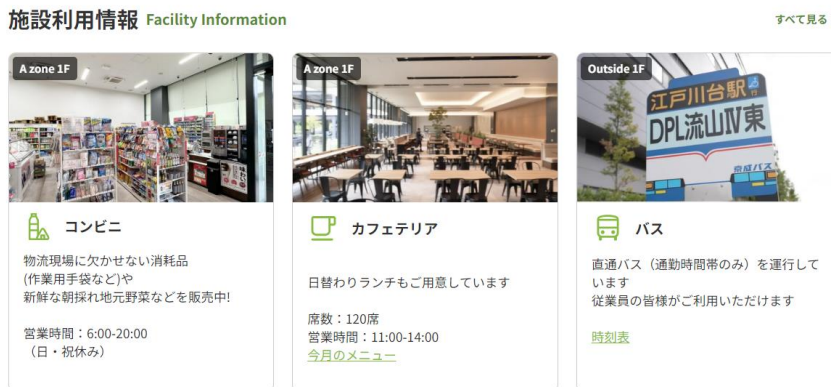 施設利用情報 Facility Information
すべて見る
A zone 1F
コンビニ
物流現場に欠かせない消耗品
(作業用手袋など)や
新鮮な朝採れ地元野菜などを販売中!
営業時間：6:00-20:00
（日・祝休み）
A zone 1F
カフェテリア
日替わりランチもご用意しています
席数：120席
営業時間：11:00-14:00
今月のメニュー
Outside 1F
江戸川台駅
行
DPL流山Ⅳ東
京成バス
バス
直通バス（通勤時間帯のみ）を運行して
います
従業員の皆様がご利用いただけます
時刻表